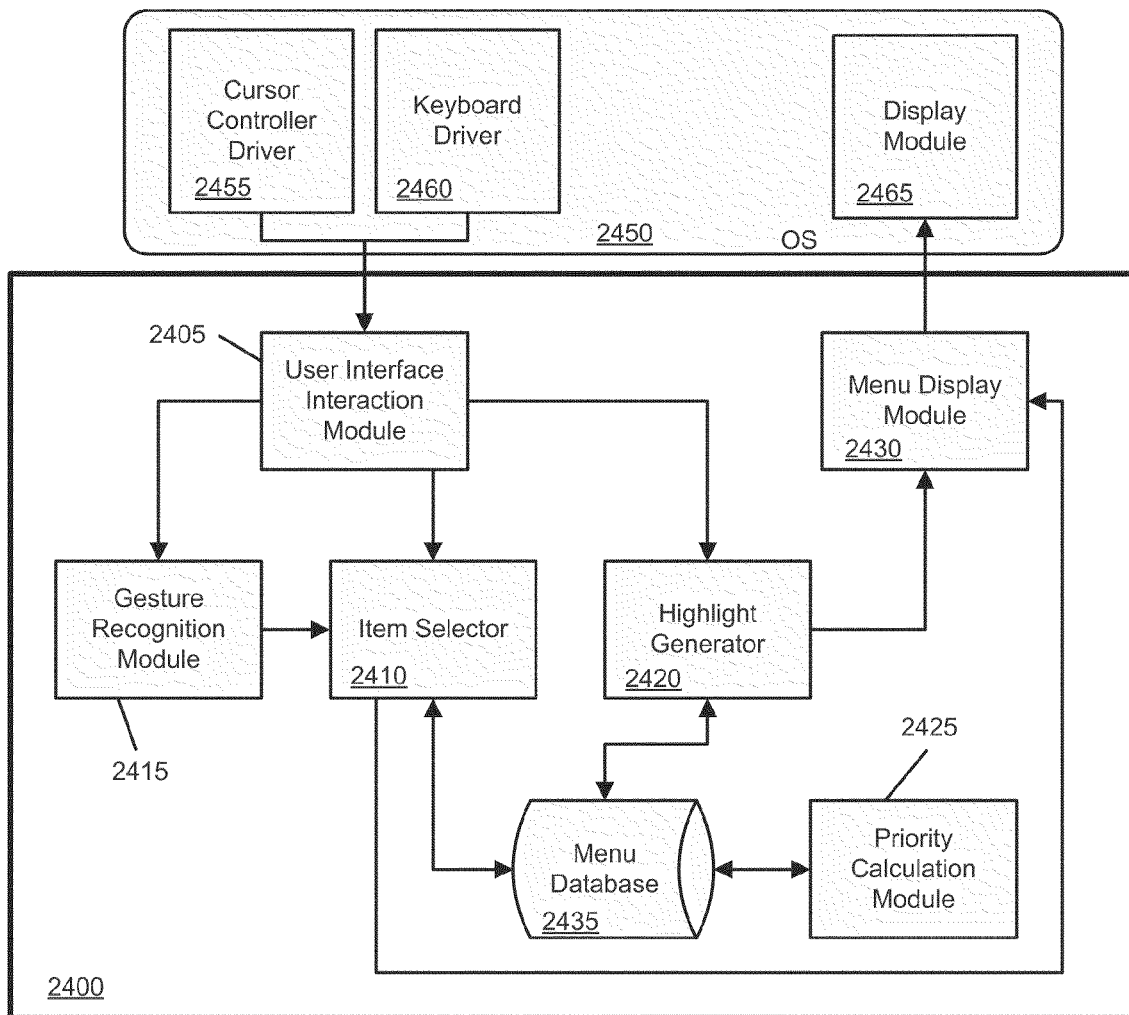 Cursor
Controller
Driver
2455
Keyboard
Driver
2460
Display
Module
2465
2450
OS
2405
User Interface
Interaction
Module
Menu Display
Module
2430
Gesture
Recognition
Module
Item Selector
2410
Highlight
Generator
2420
2415
2425
Menu
Database
2435
Priority
Calculation
Module
2400